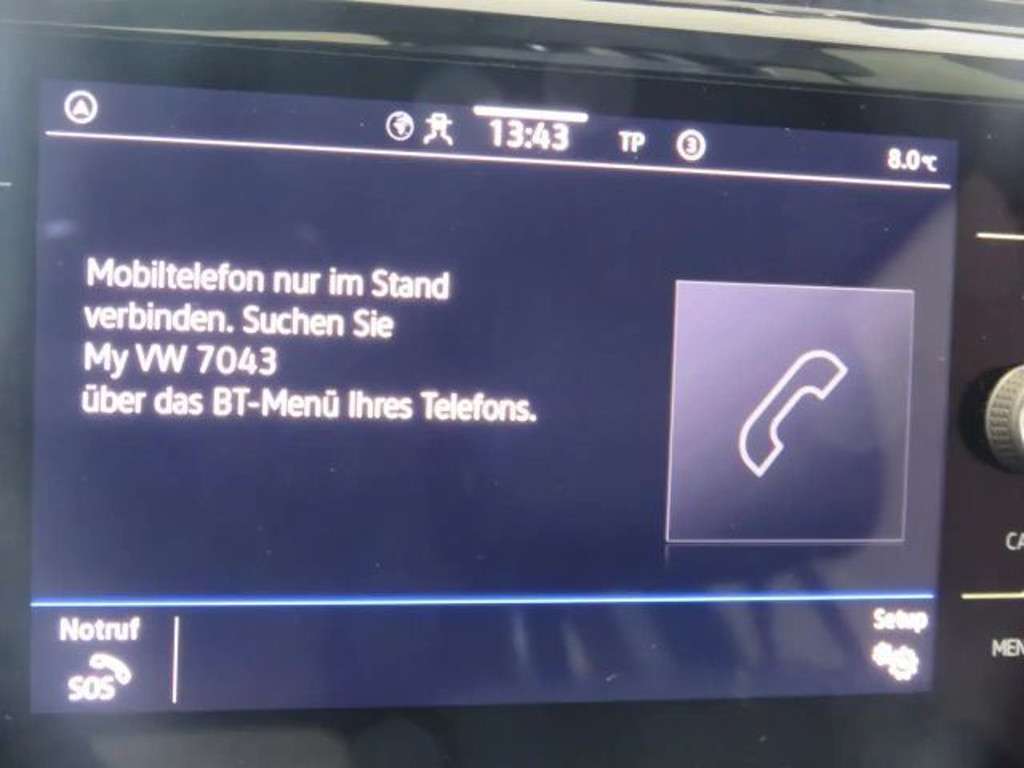 13:43 TP 3 8.0°C
Mobiltelefon nur im Stand
verbinden. Suchen Sie
My VW 7043
über das BT-Menü Ihres Telefons.
Notruf
SOS
Setup